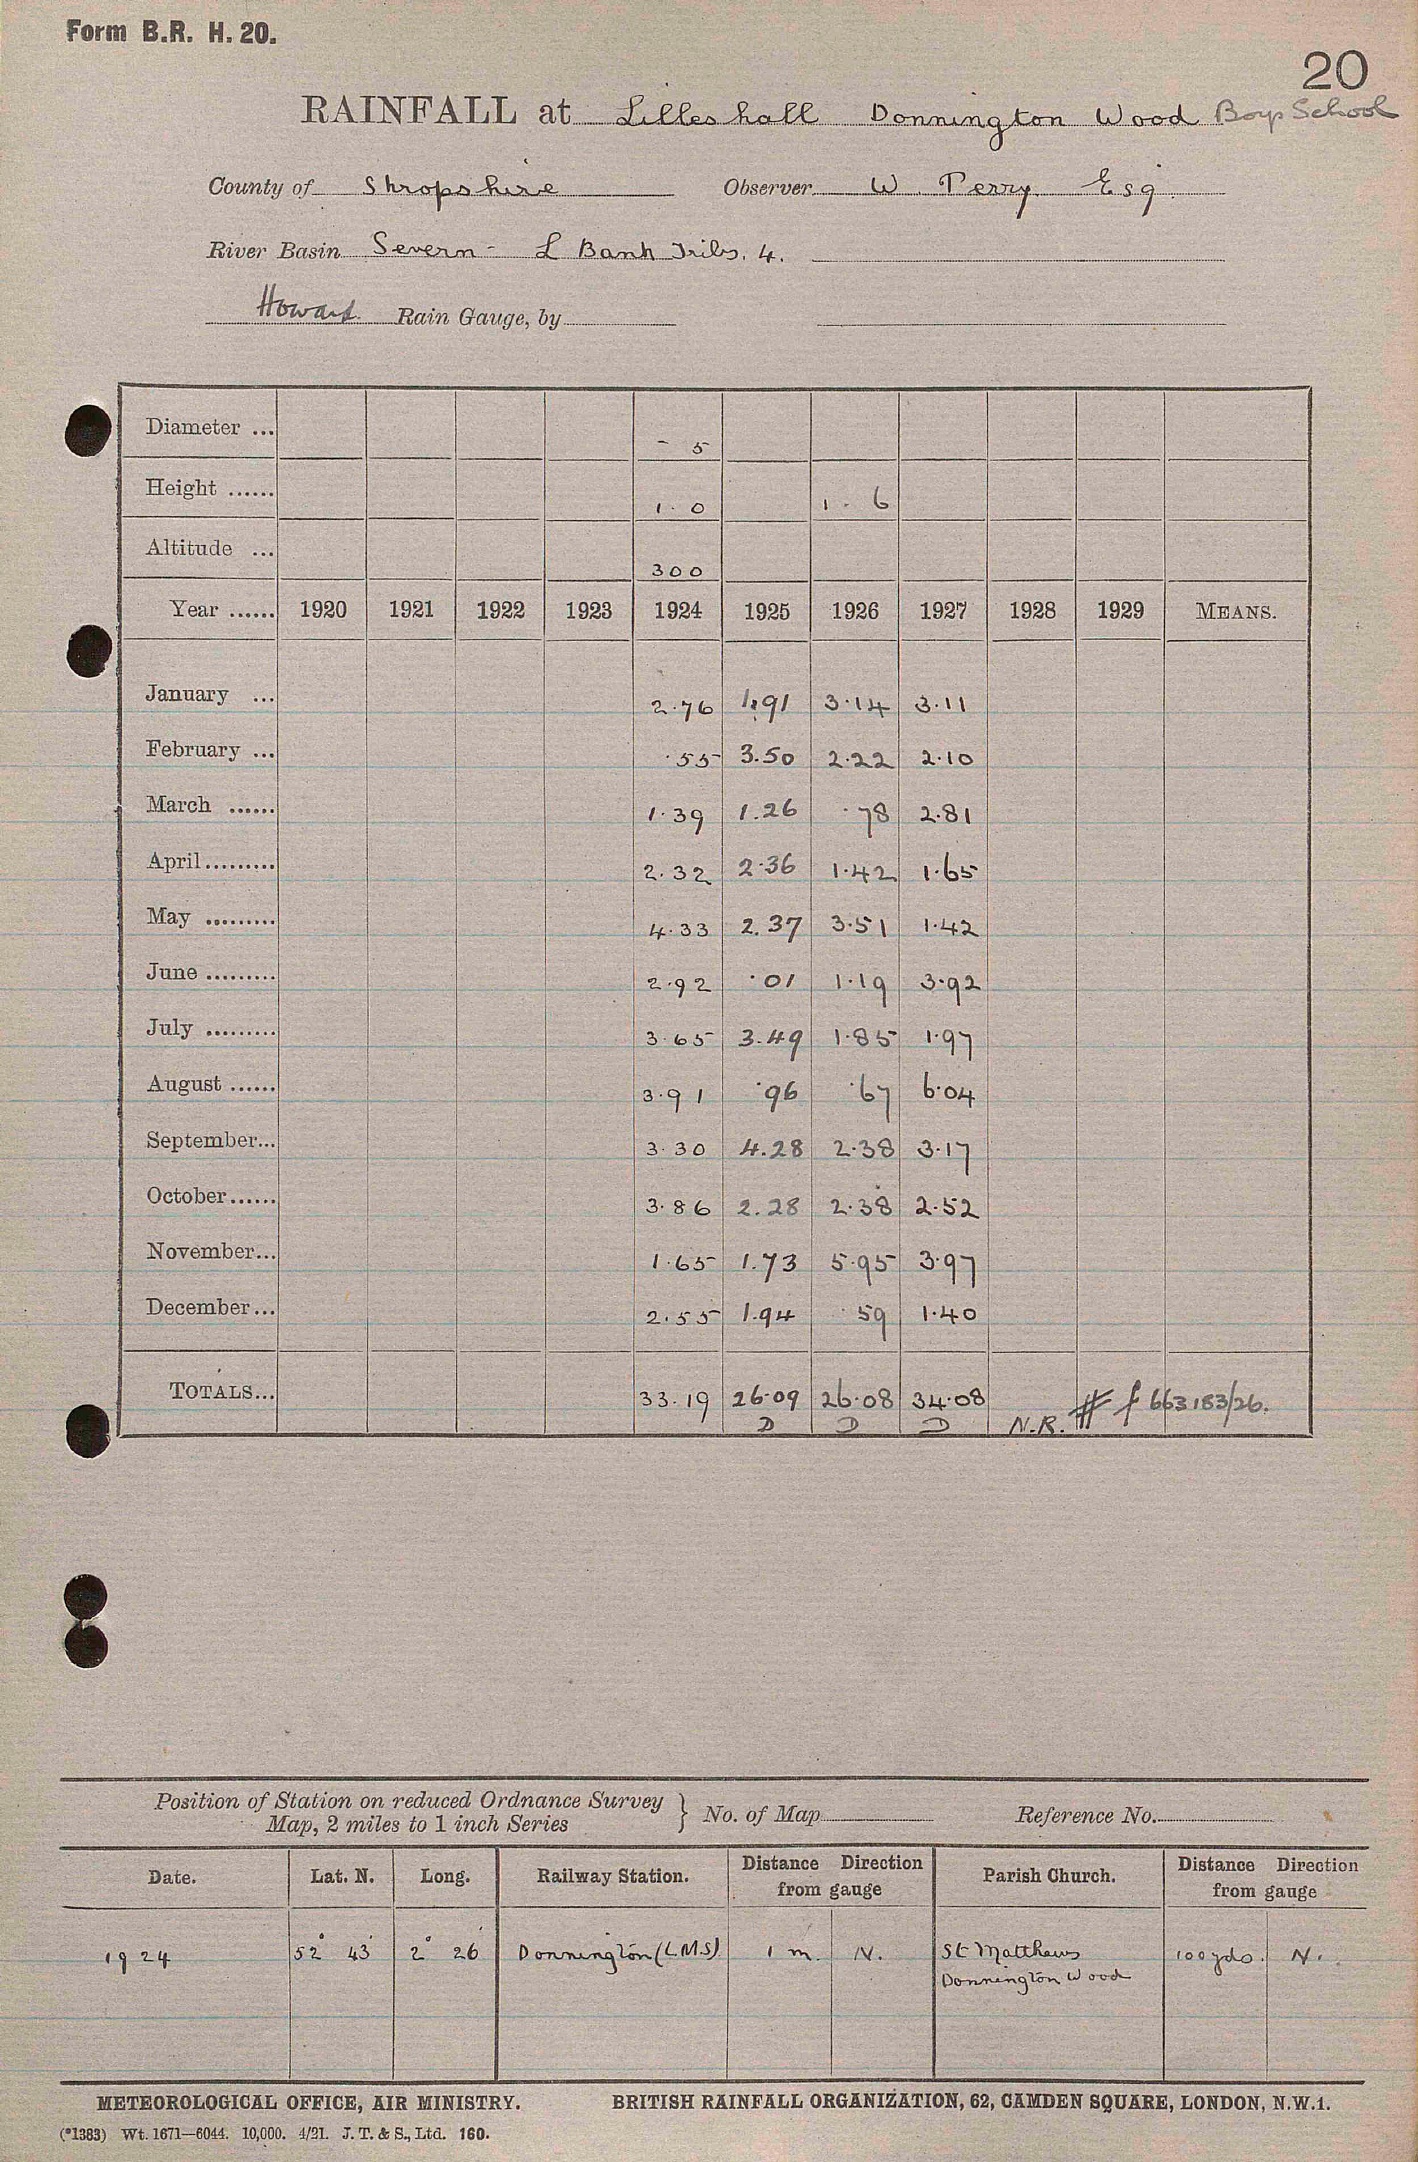 Form B.R. H. 20.
20
RAINFALL at Lilleshall Donnington Wood Boys School
County of Shropshire Observer W. Perry Esq.
River Basin Severn - L Bank Tribs. 4.
Howard Rain Gauge, by
Diameter ... - 5
Height ...... 1. 0 1. 6
Altitude ... 300
Year ...... 1920 1921 1922 1923 1924 1925 1926 1927 1928 1929 MEANS.
January ... 2.76 1.91 3.14 3.11
February ... .55 3.50 2.22 2.10
March ...... 1.39 1.26 .78 2.81
April......... 2.32 2.36 1.42 1.65
May ......... 4.33 2.37 3.51 1.42
June ......... 2.92 .01 1.19 3.92
July ......... 3.65 3.49 1.85 1.97
August ...... 3.91 .96 .67 6.04
September... 3.30 4.28 2.38 3.17
October...... 3.86 2.28 2.38 2.52
November... 1.65 1.73 5.95 3.97
December... 2.55 1.94 .59 1.40
TOTALS... 33.19 26.09 26.08 34.08 # f 663183/26.
D D D N.R.
Position of Station on reduced Ordnance Survey
Map, 2 miles to 1 inch Series } No. of Map Reference No.
Date. Lat. N. Long. Railway Station. Distance Direction from gauge Parish Church. Distance Direction from gauge
1924 52° 43' 2° 26' Donnington (LMS) 1 m. N. St Matthews 100 yds. N.
Donnington Wood
METEOROLOGICAL OFFICE, AIR MINISTRY. BRITISH RAINFALL ORGANIZATION, 62, CAMDEN SQUARE, LONDON, N.W.1.
(*1383) Wt. 1671—6044. 10,000. 4/21. J. T. & S., Ltd. 160.